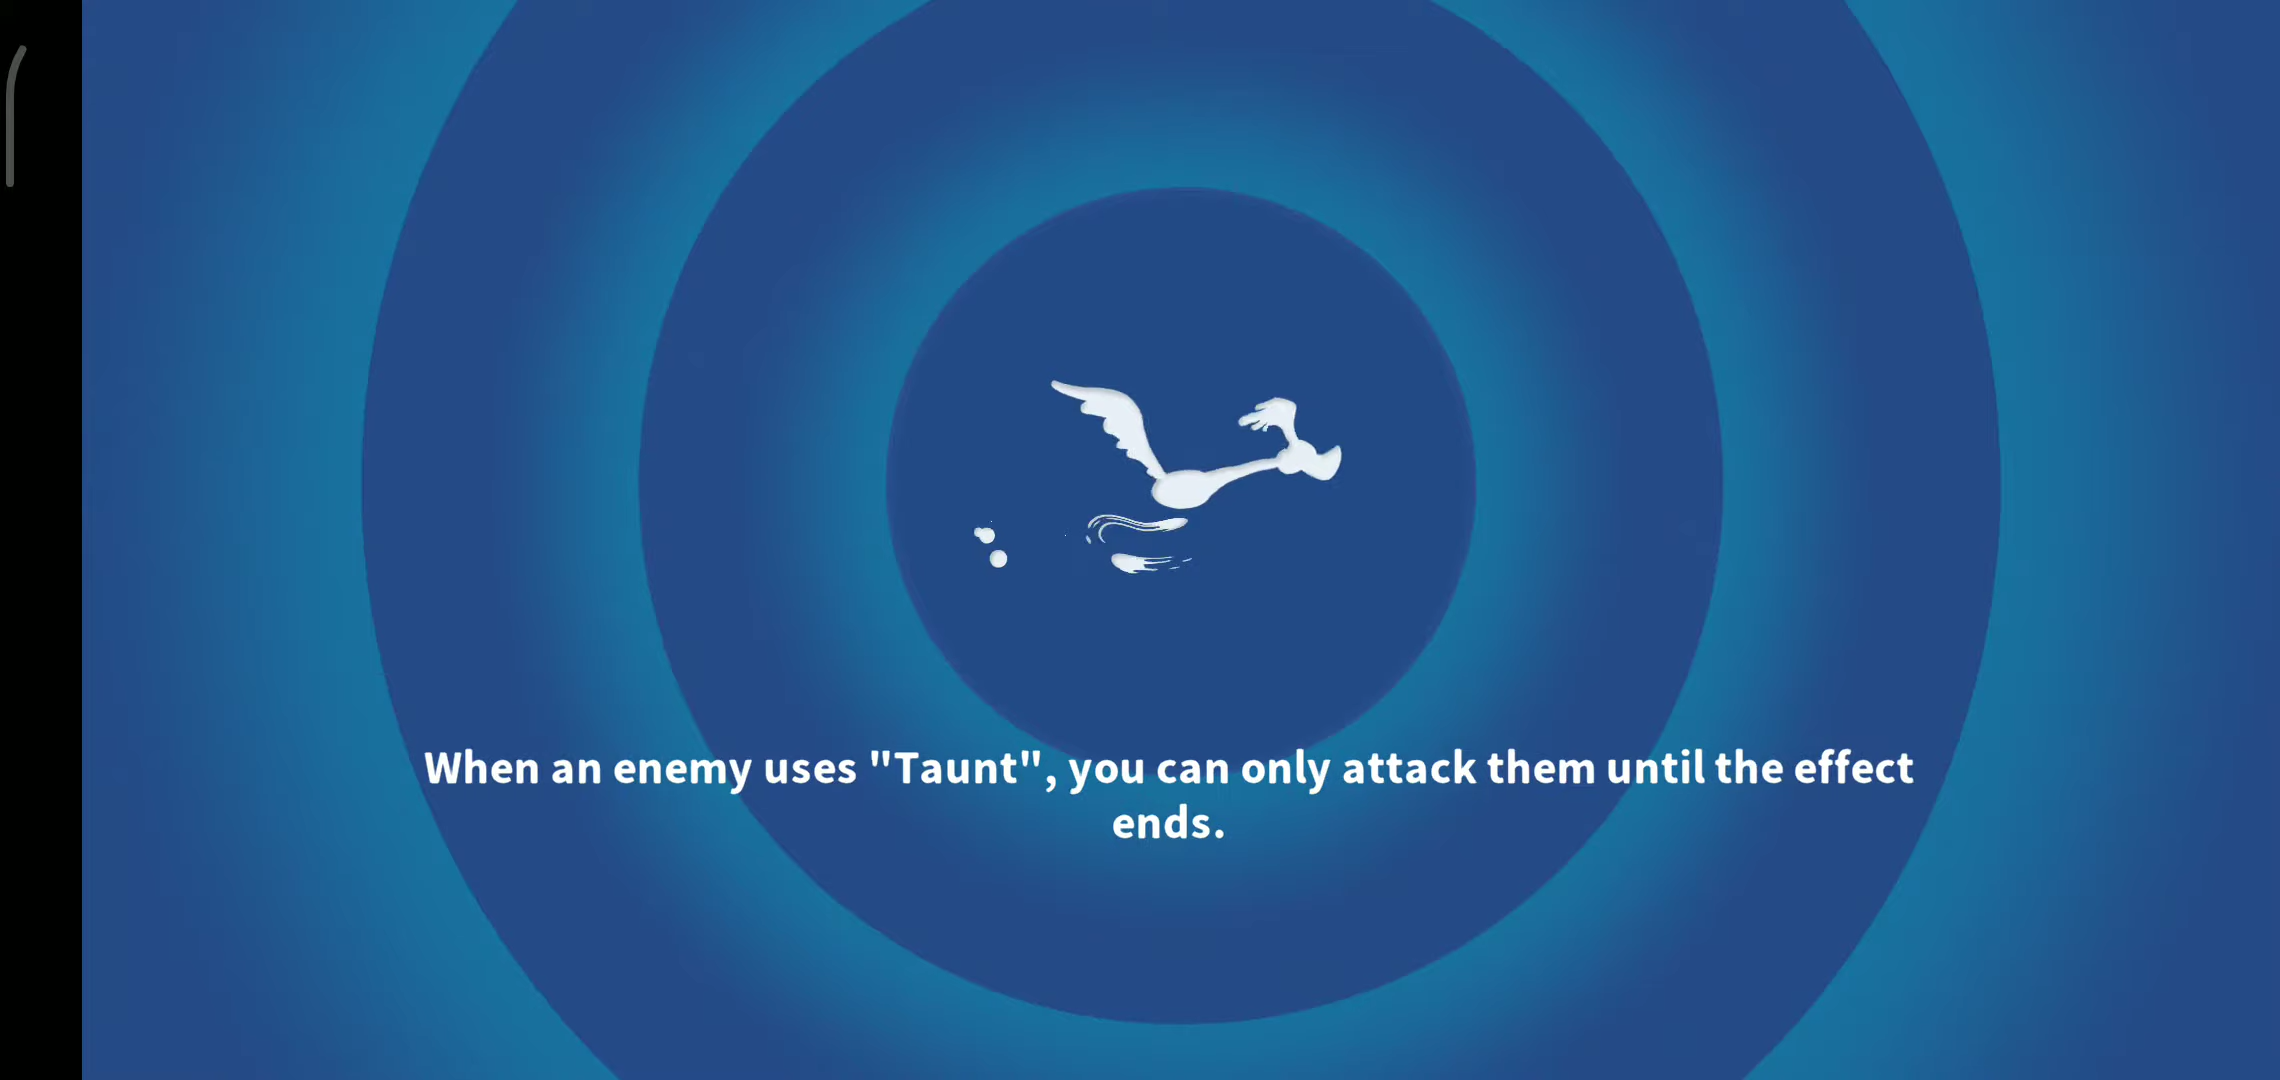 When an enemy uses "Taunt", you can only attack them until the effect
ends.